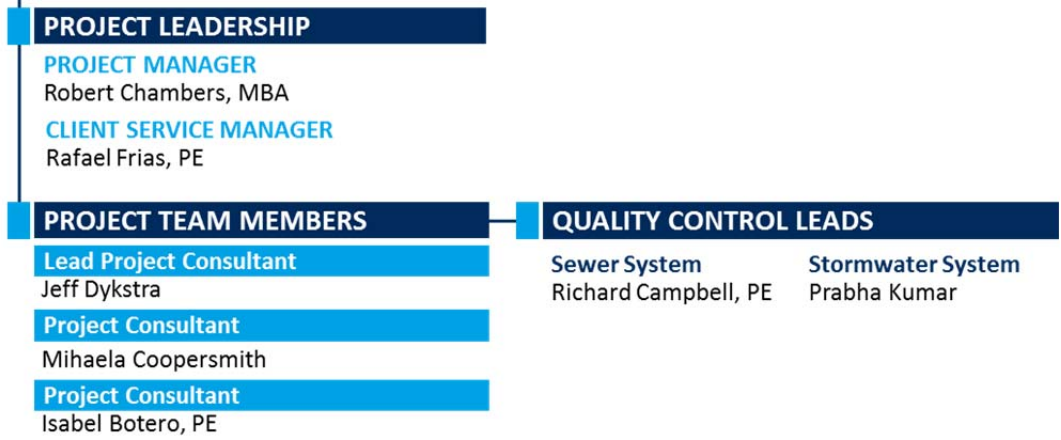 PROJECT LEADERSHIP
PROJECT MANAGER
Robert Chambers, MBA
CLIENT SERVICE MANAGER
Rafael Frias, PE
PROJECT TEAM MEMBERS
Lead Project Consultant
Jeff Dykstra
Project Consultant
Mihaela Coopersmith
Project Consultant
Isabel Botero, PE
QUALITY CONTROL LEADS
Sewer System
Richard Campbell, PE
Stormwater System
Prabha Kumar